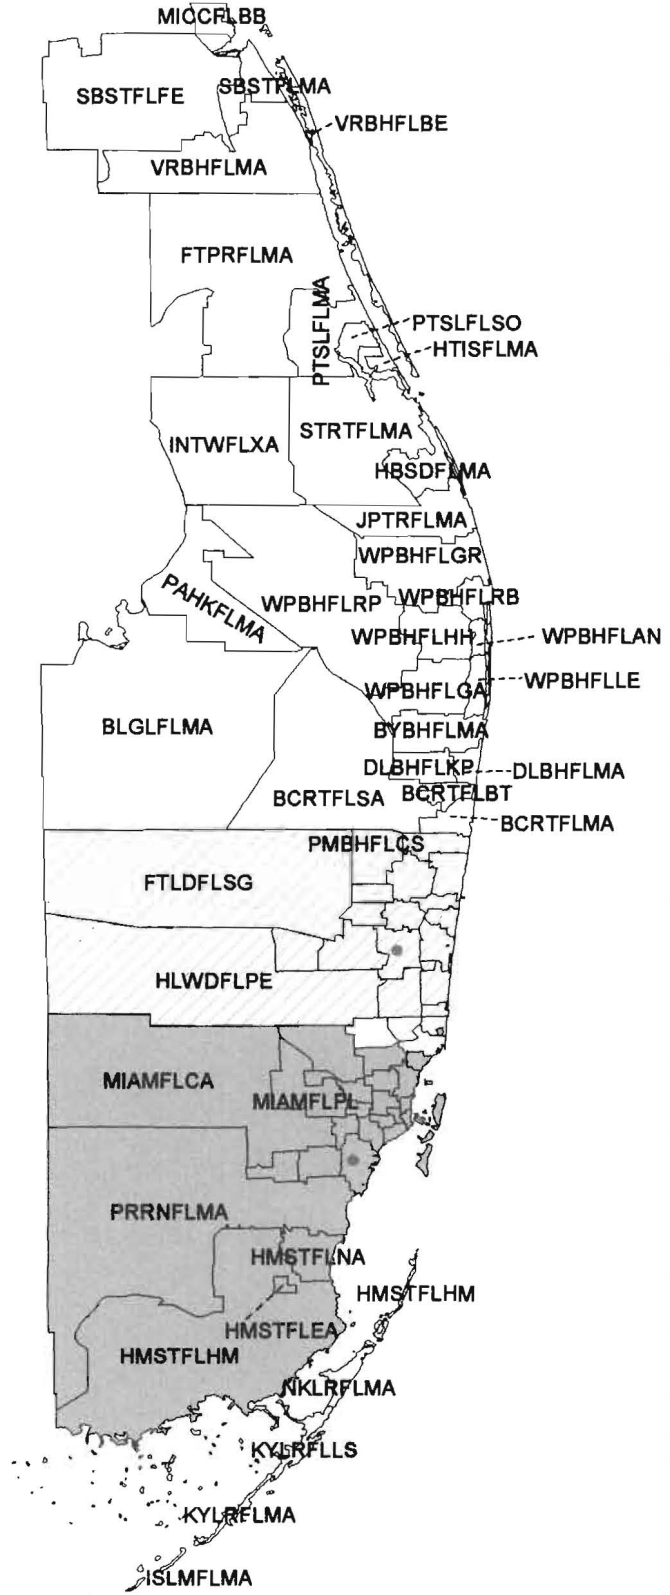 MICCFLBB
SBSTFLFE
SBSTFLMA
VRBHFLBE
VRBHFLMA
FTPRFLMA
PTSLFLMA
PTSLFLSO
HTISFLMA
STRTFLMA
INTWFLXA
HBSDFLMA
JPTRFLMA
WPBHFLGR
PAHKFLMA
WPBHFLRP
WPBHFLRB
WPBHFLHH
WPBHFLAN
WPBHFLGA
WPBHFLLE
BLGLFLMA
BYBHFLMA
DLBHFLKP
DLBHFLMA
BCRTFLSA
BCRTFLBT
BCRTFLMA
PMBHFLCS
FTLDFLSG
HLWDFLPE
MIAMFLCA
MIAMFLPL
PRRNFLMA
HMSTFLNA
HMSTFLHM
HMSTFLEA
HMSTFLHM
NKLRFLMA
KYLRFLLS
KYLRFLMA
ISLMFLMA